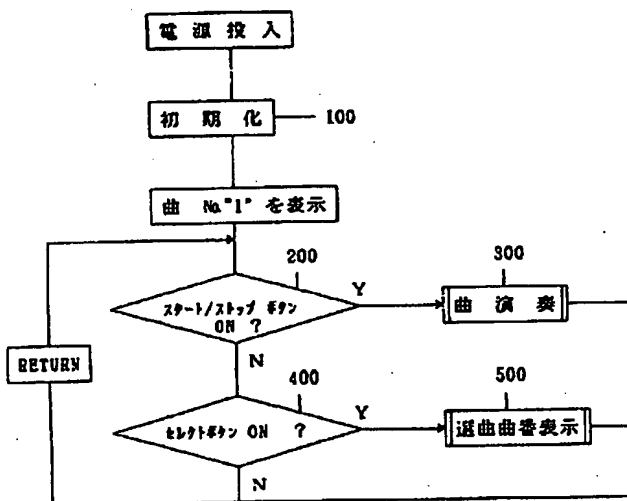 電源投入
初期化
100
曲 No."1" を表示
200
300
スタート/ストップ ボタン
ON ?
Y
曲演奏
N
RETURN
400
500
セレクトボタン ON ?
Y
選曲曲番表示
N